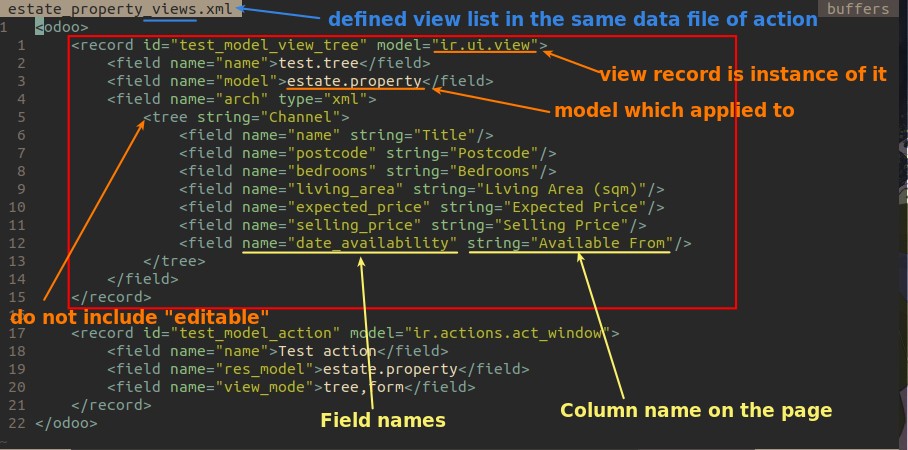 estate_property_views.xml
defined view list in the same data file of action
buffers
1 <odoo>
1 <record id="test_model_view_tree" model="ir.ui.view">
2 <field name="name">test.tree</field>
view record is instance of it
3 <field name="model">estate.property</field>
4 <field name="arch" type="xml">
model which applied to
5 <tree string="Channel">
6 <field name="name" string="Title"/>
7 <field name="postcode" string="Postcode"/>
8 <field name="bedrooms" string="Bedrooms"/>
9 <field name="living_area" string="Living Area (sqm)"/>
10 <field name="expected_price" string="Expected Price"/>
11 <field name="selling_price" string="Selling Price"/>
12 <field name="date_availability" string="Available From"/>
13 </tree>
14 </field>
15 </record>
do not include "editable"
17 <record id="test_model_action" model="ir.actions.act_window">
18 <field name="name">Test action</field>
19 <field name="res_model">estate.property</field>
20 <field name="view_mode">tree,form</field>
21 </record>
Column name on the page
Field names
22 </odoo>
~